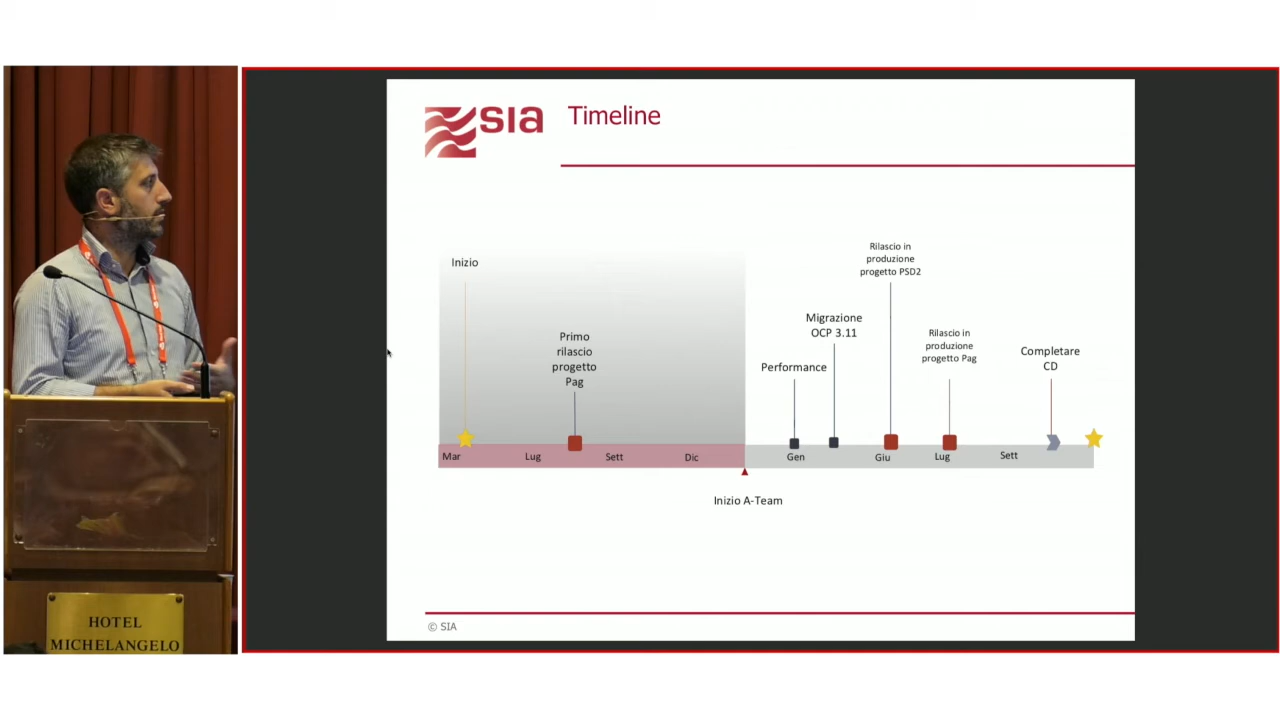 sia
Timeline
Inizio
Primo
rilascio
progetto
Pag
Performance
Migrazione
OCP 3.11
Rilascio in
produzione
progetto PSD2
Rilascio in
produzione
progetto Pag
Completare
CD
Mar
Lug
Sett
Dic
Gen
Giu
Lug
Sett
Inizio A-Team
© SIA
HOTEL
MICHELANGELO